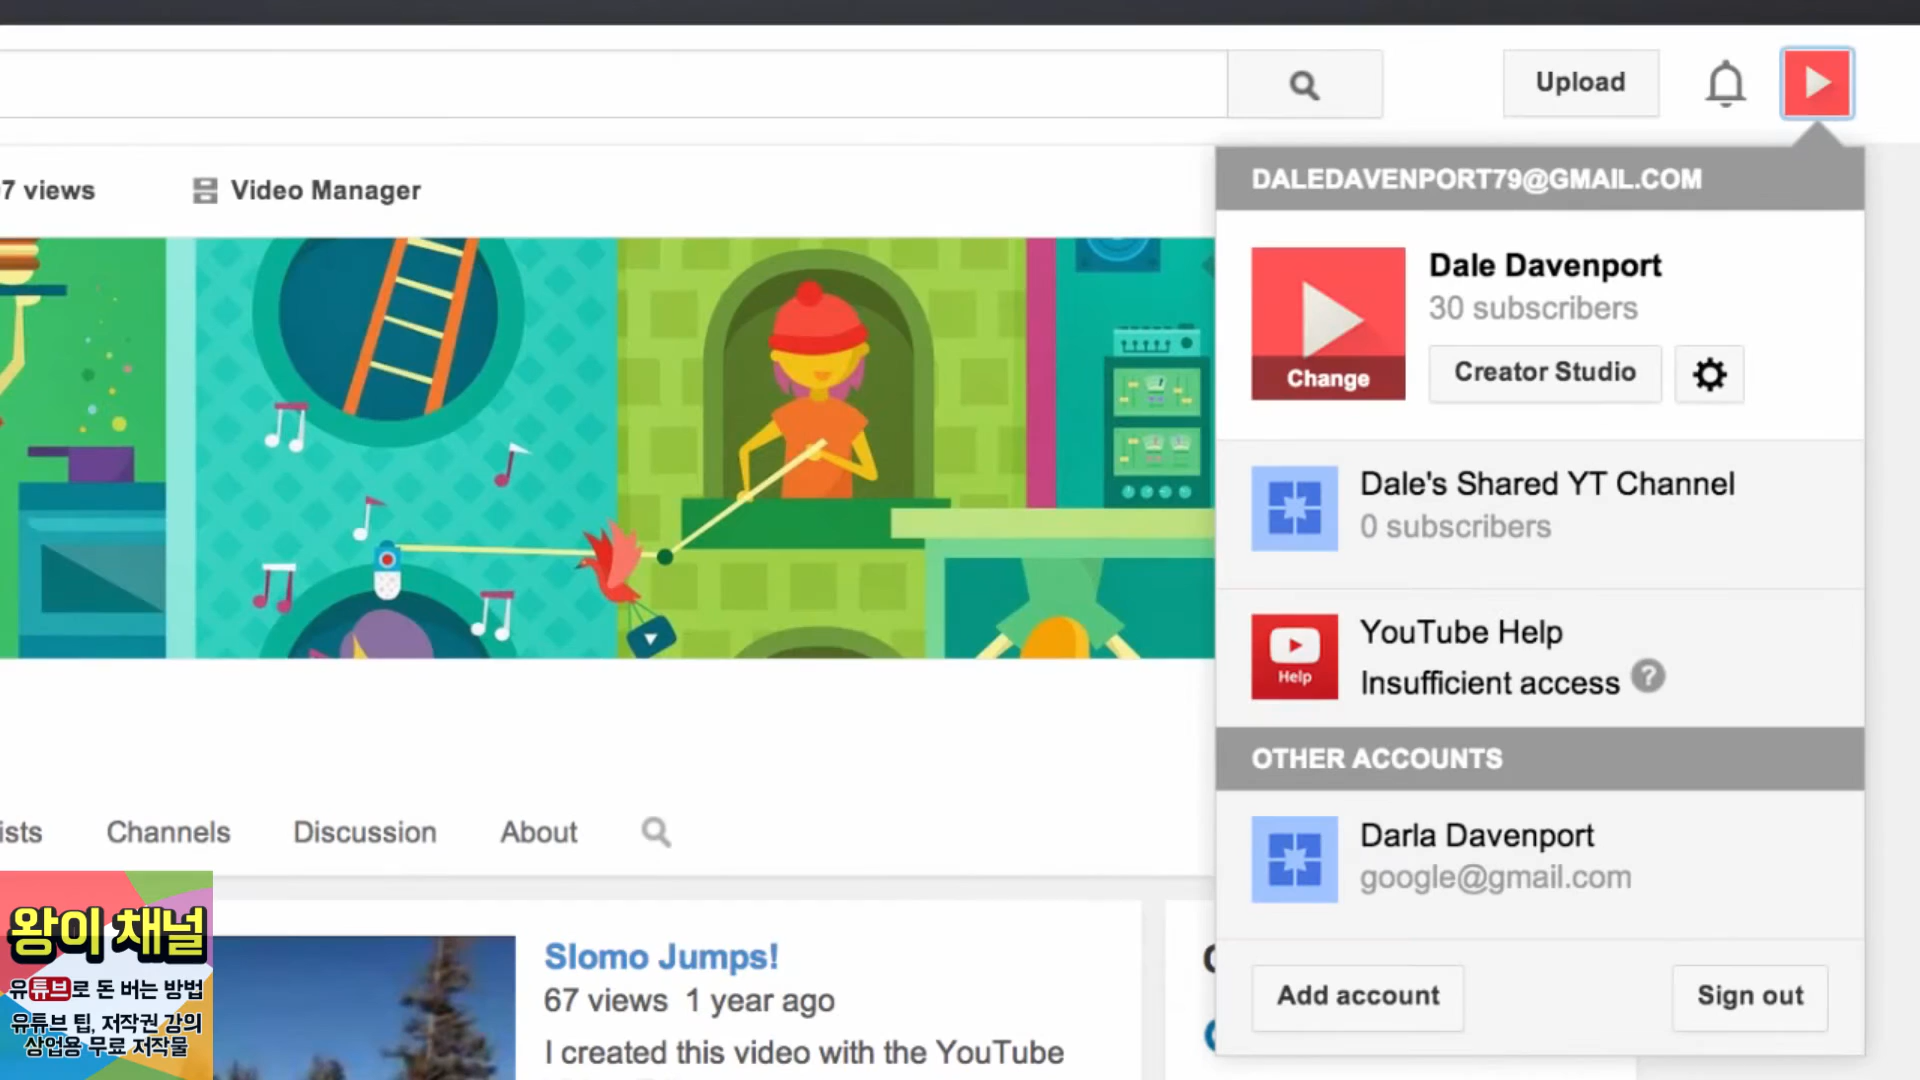 Upload
7 views
Video Manager
DALEDAVENPORT79@GMAIL.COM
Dale Davenport
30 subscribers
Change
Creator Studio
Dale's Shared YT Channel
0 subscribers
Help
YouTube Help
Insufficient access ?
OTHER ACCOUNTS
Darla Davenport
google@gmail.com
Add account
Sign out
ists
Channels
Discussion
About
왕이 채널
유튜브로 돈 버는 방법
유튜브 팁, 저작권 강의
상업용 무료 저작물
Slomo Jumps!
67 views 1 year ago
I created this video with the YouTube